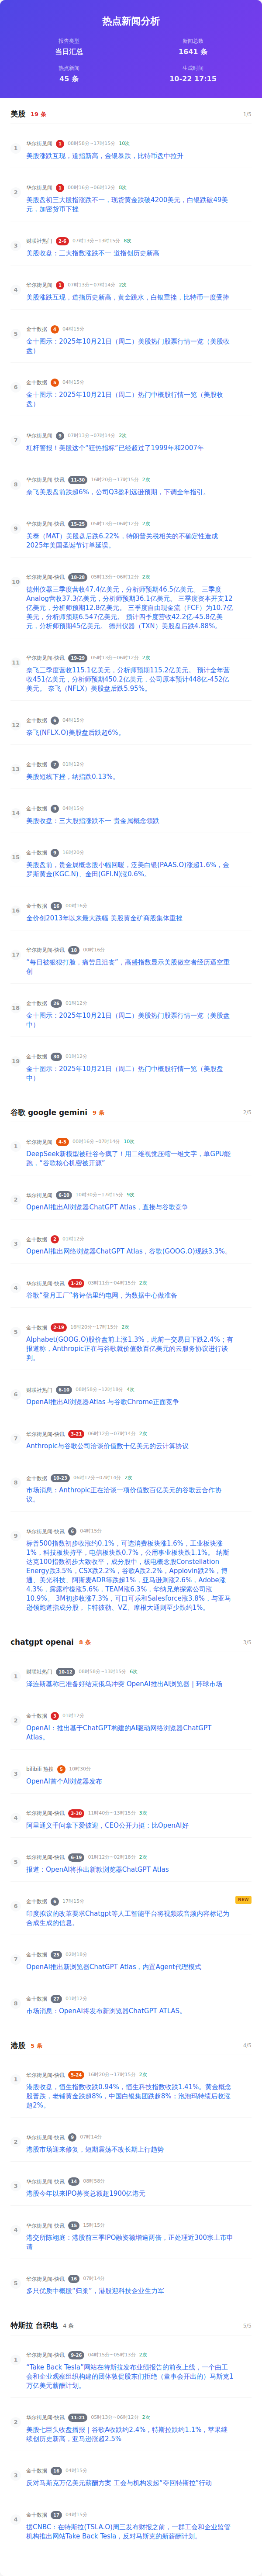 热点新闻分析
报告类型
当日汇总
新闻总数
1641 条
热点新闻
45 条
生成时间
10-22 17:15
美股 19 条 1/5
1 华尔街见闻 1 08时58分~17时15分 10次
美股涨跌互现，道指新高，金银暴跌，比特币盘中拉升
2 华尔街见闻 1 00时16分~06时12分 8次
美股盘初三大股指涨跌不一，现货黄金跌破4200美元，白银跌破49美
元，加密货币下挫
3 财联社热门 2-6 07时13分~13时15分 8次
美股收盘：三大指数涨跌不一 道指创历史新高
4 华尔街见闻 1 07时13分~07时14分 2次
美股涨跌互现，道指历史新高，黄金跳水，白银重挫，比特币一度受捧
5 金十数据 4 04时15分
金十图示：2025年10月21日（周二）美股热门股票行情一览（美股收
盘）
6 金十数据 5 04时15分
金十图示：2025年10月21日（周二）热门中概股行情一览（美股收
盘）
7 华尔街见闻 9 07时13分~07时14分 2次
杠杆警报！美股这个“狂热指标”已经超过了1999年和2007年
8 华尔街见闻-快讯 11-30 16时20分~17时15分 2次
奈飞美股盘前跌超6%，公司Q3盈利远逊预期，下调全年指引。
9 华尔街见闻-快讯 15-25 05时13分~06时12分 2次
美泰（MAT）美股盘后跌6.22%，特朗普关税相关的不确定性造成
2025年美国圣诞节订单延误。
10 华尔街见闻-快讯 18-28 05时13分~06时12分 2次
德州仪器三季度营收47.4亿美元，分析师预期46.5亿美元。 三季度
Analog营收37.3亿美元，分析师预期36.1亿美元。 三季度资本开支12
亿美元，分析师预期12.8亿美元。 三季度自由现金流（FCF）为10.7亿
美元，分析师预期6.547亿美元。 预计四季度营收42.2亿-45.8亿美
元，分析师预期45亿美元。 德州仪器（TXN）美股盘后跌4.88%。
11 华尔街见闻-快讯 19-29 05时13分~06时12分 2次
奈飞三季度营收115.1亿美元，分析师预期115.2亿美元。 预计全年营
收451亿美元，分析师预期450.2亿美元，公司原本预计448亿-452亿
美元。 奈飞（NFLX）美股盘后跌5.95%。
12 金十数据 6 04时15分
奈飞(NFLX.O)美股盘后跌超6%。
13 金十数据 7 01时12分
美股短线下挫，纳指跌0.13%。
14 金十数据 9 04时15分
美股收盘：三大股指涨跌不一 贵金属概念领跌
15 金十数据 9 16时20分
美股盘前，贵金属概念股小幅回暖，泛美白银(PAAS.O)涨超1.6%，金
罗斯黄金(KGC.N)、金田(GFI.N)涨0.6%。
16 金十数据 16 00时16分
金价创2013年以来最大跌幅 美股黄金矿商股集体重挫
17 华尔街见闻-快讯 18 00时16分
“每日被狠狠打脸，痛苦且沮丧”，高盛指数显示美股做空者经历逼空重
创
18 金十数据 26 01时12分
金十图示：2025年10月21日（周二）美股热门股票行情一览（美股盘
中）
19 金十数据 30 01时12分
金十图示：2025年10月21日（周二）热门中概股行情一览（美股盘
中）
谷歌 google gemini 9 条 2/5
1 华尔街见闻 4-5 00时16分~07时14分 10次
DeepSeek新模型被硅谷夸疯了！用二维视觉压缩一维文字，单GPU能
跑，“谷歌核心机密被开源”
2 华尔街见闻 6-10 10时30分~17时15分 9次
OpenAI推出AI浏览器ChatGPT Atlas，直接与谷歌竞争
3 金十数据 2 01时12分
OpenAI推出网络浏览器ChatGPT Atlas，谷歌(GOOG.O)现跌3.3%。
4 华尔街见闻-快讯 1-20 03时11分~04时15分 2次
谷歌“登月工厂”将评估里约电网，为数据中心做准备
5 金十数据 2-19 16时20分~17时15分 2次
Alphabet(GOOG.O)股价盘前上涨1.3%，此前一交易日下跌2.4%；有
报道称，Anthropic正在与谷歌就价值数百亿美元的云服务协议进行谈
判。
6 财联社热门 6-10 08时58分~12时18分 4次
OpenAI推出AI浏览器Atlas 与谷歌Chrome正面竞争
7 华尔街见闻-快讯 3-21 06时12分~07时14分 2次
Anthropic与谷歌公司洽谈价值数十亿美元的云计算协议
8 金十数据 10-23 06时12分~07时14分 2次
市场消息：Anthropic正在洽谈一项价值数百亿美元的谷歌云合作协
议。
9 华尔街见闻-快讯 6 04时15分
标普500指数初步收涨约0.1%，可选消费板块涨1.6%，工业板块涨
1%，科技板块持平，电信板块跌0.7%，公用事业板块跌1.1%。 纳斯
达克100指数初步大致收平，成分股中，核电概念股Constellation
Energy跌3.5%，CSX跌2.2%，谷歌A跌2.2%，Applovin跌2%，博
通、美光科技、阿斯麦ADR等跌超1%，亚马逊则涨2.6%，Adobe涨
4.3%，露露柠檬涨5.6%，TEAM涨6.3%，华纳兄弟探索公司涨
10.9%。 3M初步收涨7.3%，可口可乐和Salesforce涨3.8%，与亚马
逊领跑道指成分股，卡特彼勒、VZ、摩根大通则至少跌约1%。
chatgpt openai 8 条 3/5
1 财联社热门 10-12 08时58分~13时15分 6次
泽连斯基称已准备好结束俄乌冲突 OpenAI推出AI浏览器 | 环球市场
2 金十数据 3 01时12分
OpenAI：推出基于ChatGPT构建的AI驱动网络浏览器ChatGPT
Atlas。
3 bilibili 热搜 5 10时30分
OpenAI首个AI浏览器发布
4 华尔街见闻-快讯 3-30 11时40分~13时15分 3次
阿里通义千问拿下爱彼迎，CEO公开力挺：比OpenAI好
5 华尔街见闻-快讯 6-19 01时12分~02时18分 2次
报道：OpenAI将推出新款浏览器ChatGPT Atlas
NEW
6 金十数据 6 17时15分
印度拟议的改革要求Chatgpt等人工智能平台将视频或音频内容标记为
合成生成的信息。
7 金十数据 25 02时18分
OpenAI推出新浏览器ChatGPT Atlas，内置Agent代理模式
8 金十数据 27 01时12分
市场消息：OpenAI将发布新浏览器ChatGPT ATLAS。
港股 5 条 4/5
1 华尔街见闻-快讯 5-24 16时20分~17时15分 2次
港股收盘，恒生指数收跌0.94%，恒生科技指数收跌1.41%。黄金概念
股普跌，老铺黄金跌超8%，中国白银集团跌超8%；泡泡玛特绩后收涨
超2%。
2 华尔街见闻-快讯 9 07时14分
港股市场迎来修复，短期震荡不改长期上行趋势
3 华尔街见闻-快讯 14 08时58分
港股今年以来IPO募资总额超1900亿港元
4 华尔街见闻-快讯 15 15时15分
港交所陈翊庭：港股前三季IPO融资额增逾两倍，正处理近300宗上市申
请
5 华尔街见闻-快讯 16 07时14分
多只优质中概股“归巢”，港股迎科技企业生力军
特斯拉 台积电 4 条 5/5
1 华尔街见闻-快讯 9-26 04时15分~05时13分 2次
“Take Back Tesla”网站在特斯拉发布业绩报告的前夜上线，一个由工
会和企业观察组织构建的团体敦促股东们拒绝（董事会开出的）马斯克1
万亿美元薪酬计划。
2 华尔街见闻-快讯 11-21 05时13分~06时12分 2次
美股七巨头收盘播报｜谷歌A收跌约2.4%，特斯拉跌约1.1%，苹果继
续创历史新高，亚马逊涨超2.5%
3 金十数据 16 04时15分
反对马斯克万亿美元薪酬方案 工会与机构发起“夺回特斯拉”行动
4 金十数据 17 04时15分
据CNBC：在特斯拉(TSLA.O)周三发布财报之前，一群工会和企业监管
机构推出网站Take Back Tesla，反对马斯克的新薪酬计划。